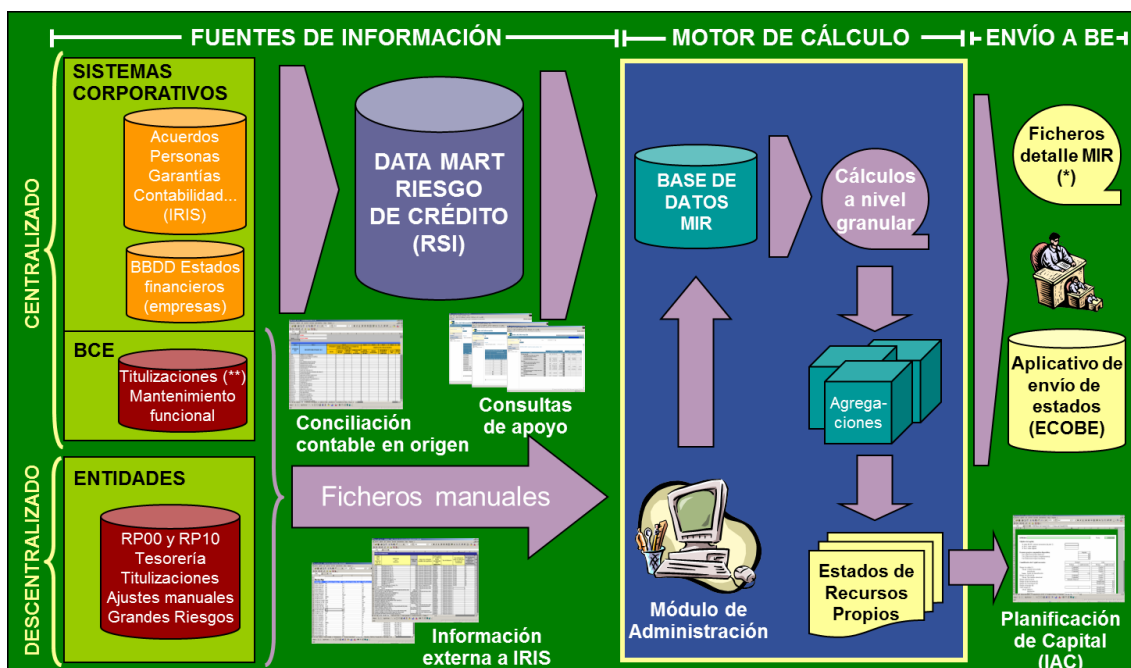 FUENTES DE INFORMACIÓN
MOTOR DE CÁLCULO
ENVÍO A BE
CENTRALIZADO
SISTEMAS
CORPORATIVOS
Acuerdos
Personas
Garantías
Contabilidad...
(IRIS)
BBDD Estados
financieros
(empresas)
BCE
Titulizaciones (**)
Mantenimiento
funcional
DESCENTRALIZADO
ENTIDADES
RP00 y RP10
Tesorería
Titulizaciones
Ajustes manuales
Grandes Riesgos
DATA MART
RIESGO
DE CRÉDITO
(RSI)
Conciliación
contable en origen
Consultas
de apoyo
Ficheros manuales
Información
externa a IRIS
BASE DE
DATOS
MIR
Cálculos
a nivel
granular
Agrega-
ciones
Módulo de
Administración
Estados de
Recursos
Propios
Ficheros
detalle MIR
(*)
Aplicativo de
envío de
estados
(ECOBE)
Planificación
de Capital
(IAC)